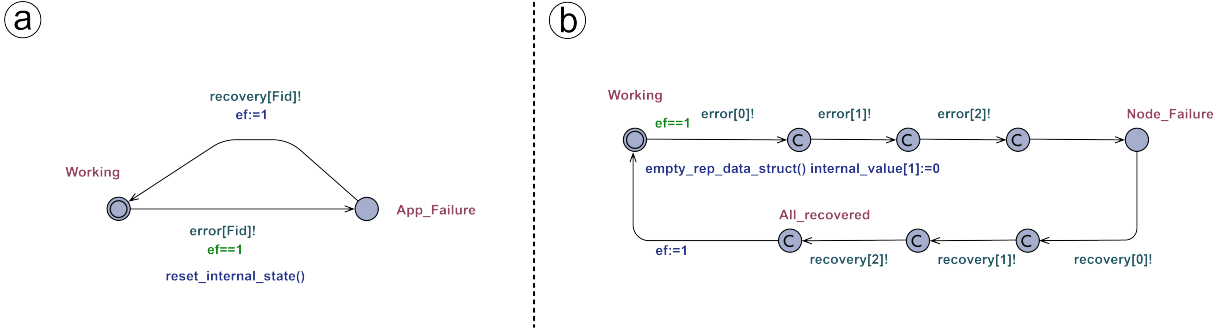 a
recovery[Fid]!
ef:=1
Working
App_Failure
error[Fid]!
ef==1
reset_internal_state()
b
Working
ef==1
error[0]!
error[1]!
error[2]!
Node_Failure
C
C
C
empty_rep_data_struct() internal_value[1]:=0
All_recovered
C
C
C
ef:=1
recovery[2]!
recovery[1]!
recovery[0]!